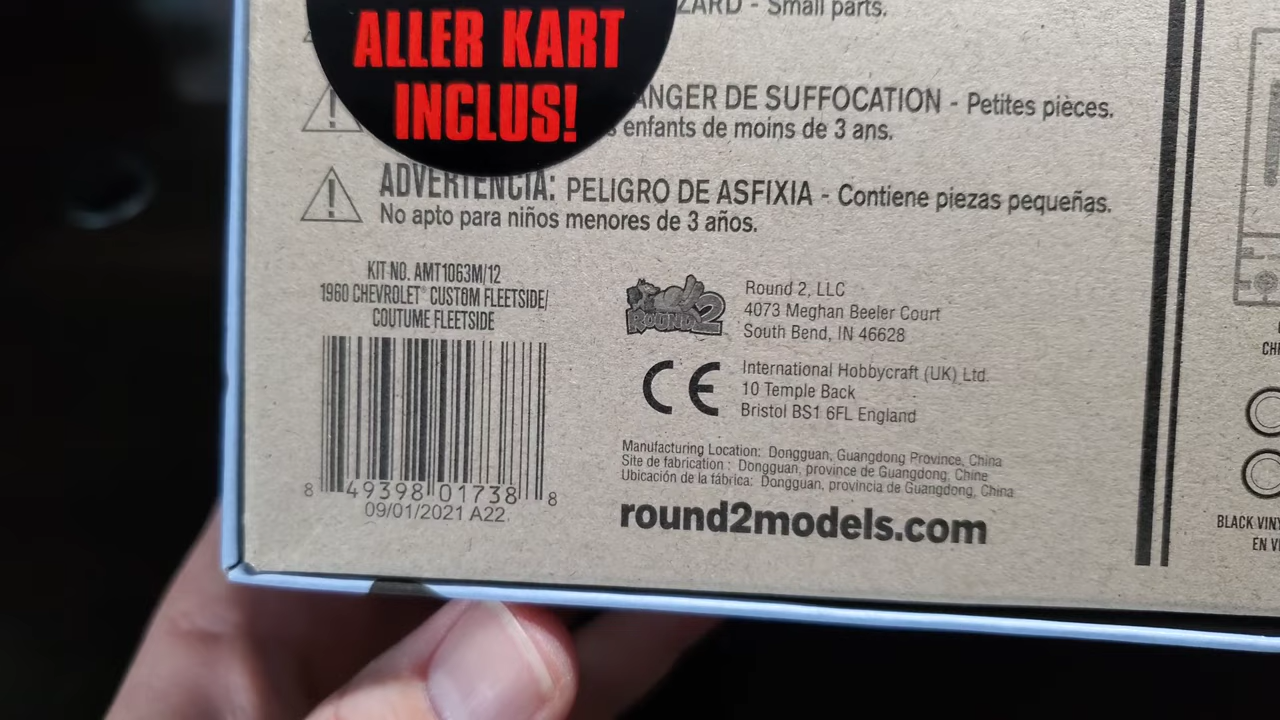 ALLER KART
INCLUS!
ZARD - Small parts.
ANGER DE SUFFOCATION - Petites pièces.
s enfants de moins de 3 ans.
ADVERTENCIA: PELIGRO DE ASFIXIA - Contiene piezas pequeñas.
No apto para niños menores de 3 años.
KIT NO. AMT1063M/12
1960 CHEVROLET® CUSTOM FLEETSIDE/
COUTUME FLEETSIDE
8 49398 01738 8
09/01/2021 A22
ROUND 2
Round 2, LLC
4073 Meghan Beeler Court
South Bend, IN 46628
CE
International Hobbycraft (UK) Ltd.
10 Temple Back
Bristol BS1 6FL England
Manufacturing Location: Dongguan, Guangdong Province, China
Site de fabrication : Dongguan, province de Guangdong, Chine
Ubicación de la fábrica: Dongguan, provincia de Guangdong, China
round2models.com
CH
BLACK VINY
EN VI